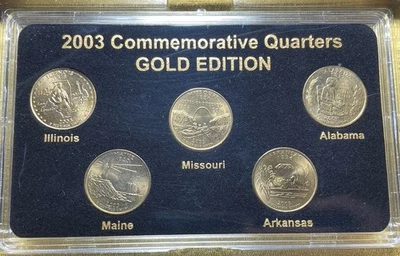 2003 Commemorative Quarters
GOLD EDITION
Illinois
Missouri
Alabama
Maine
Arkansas